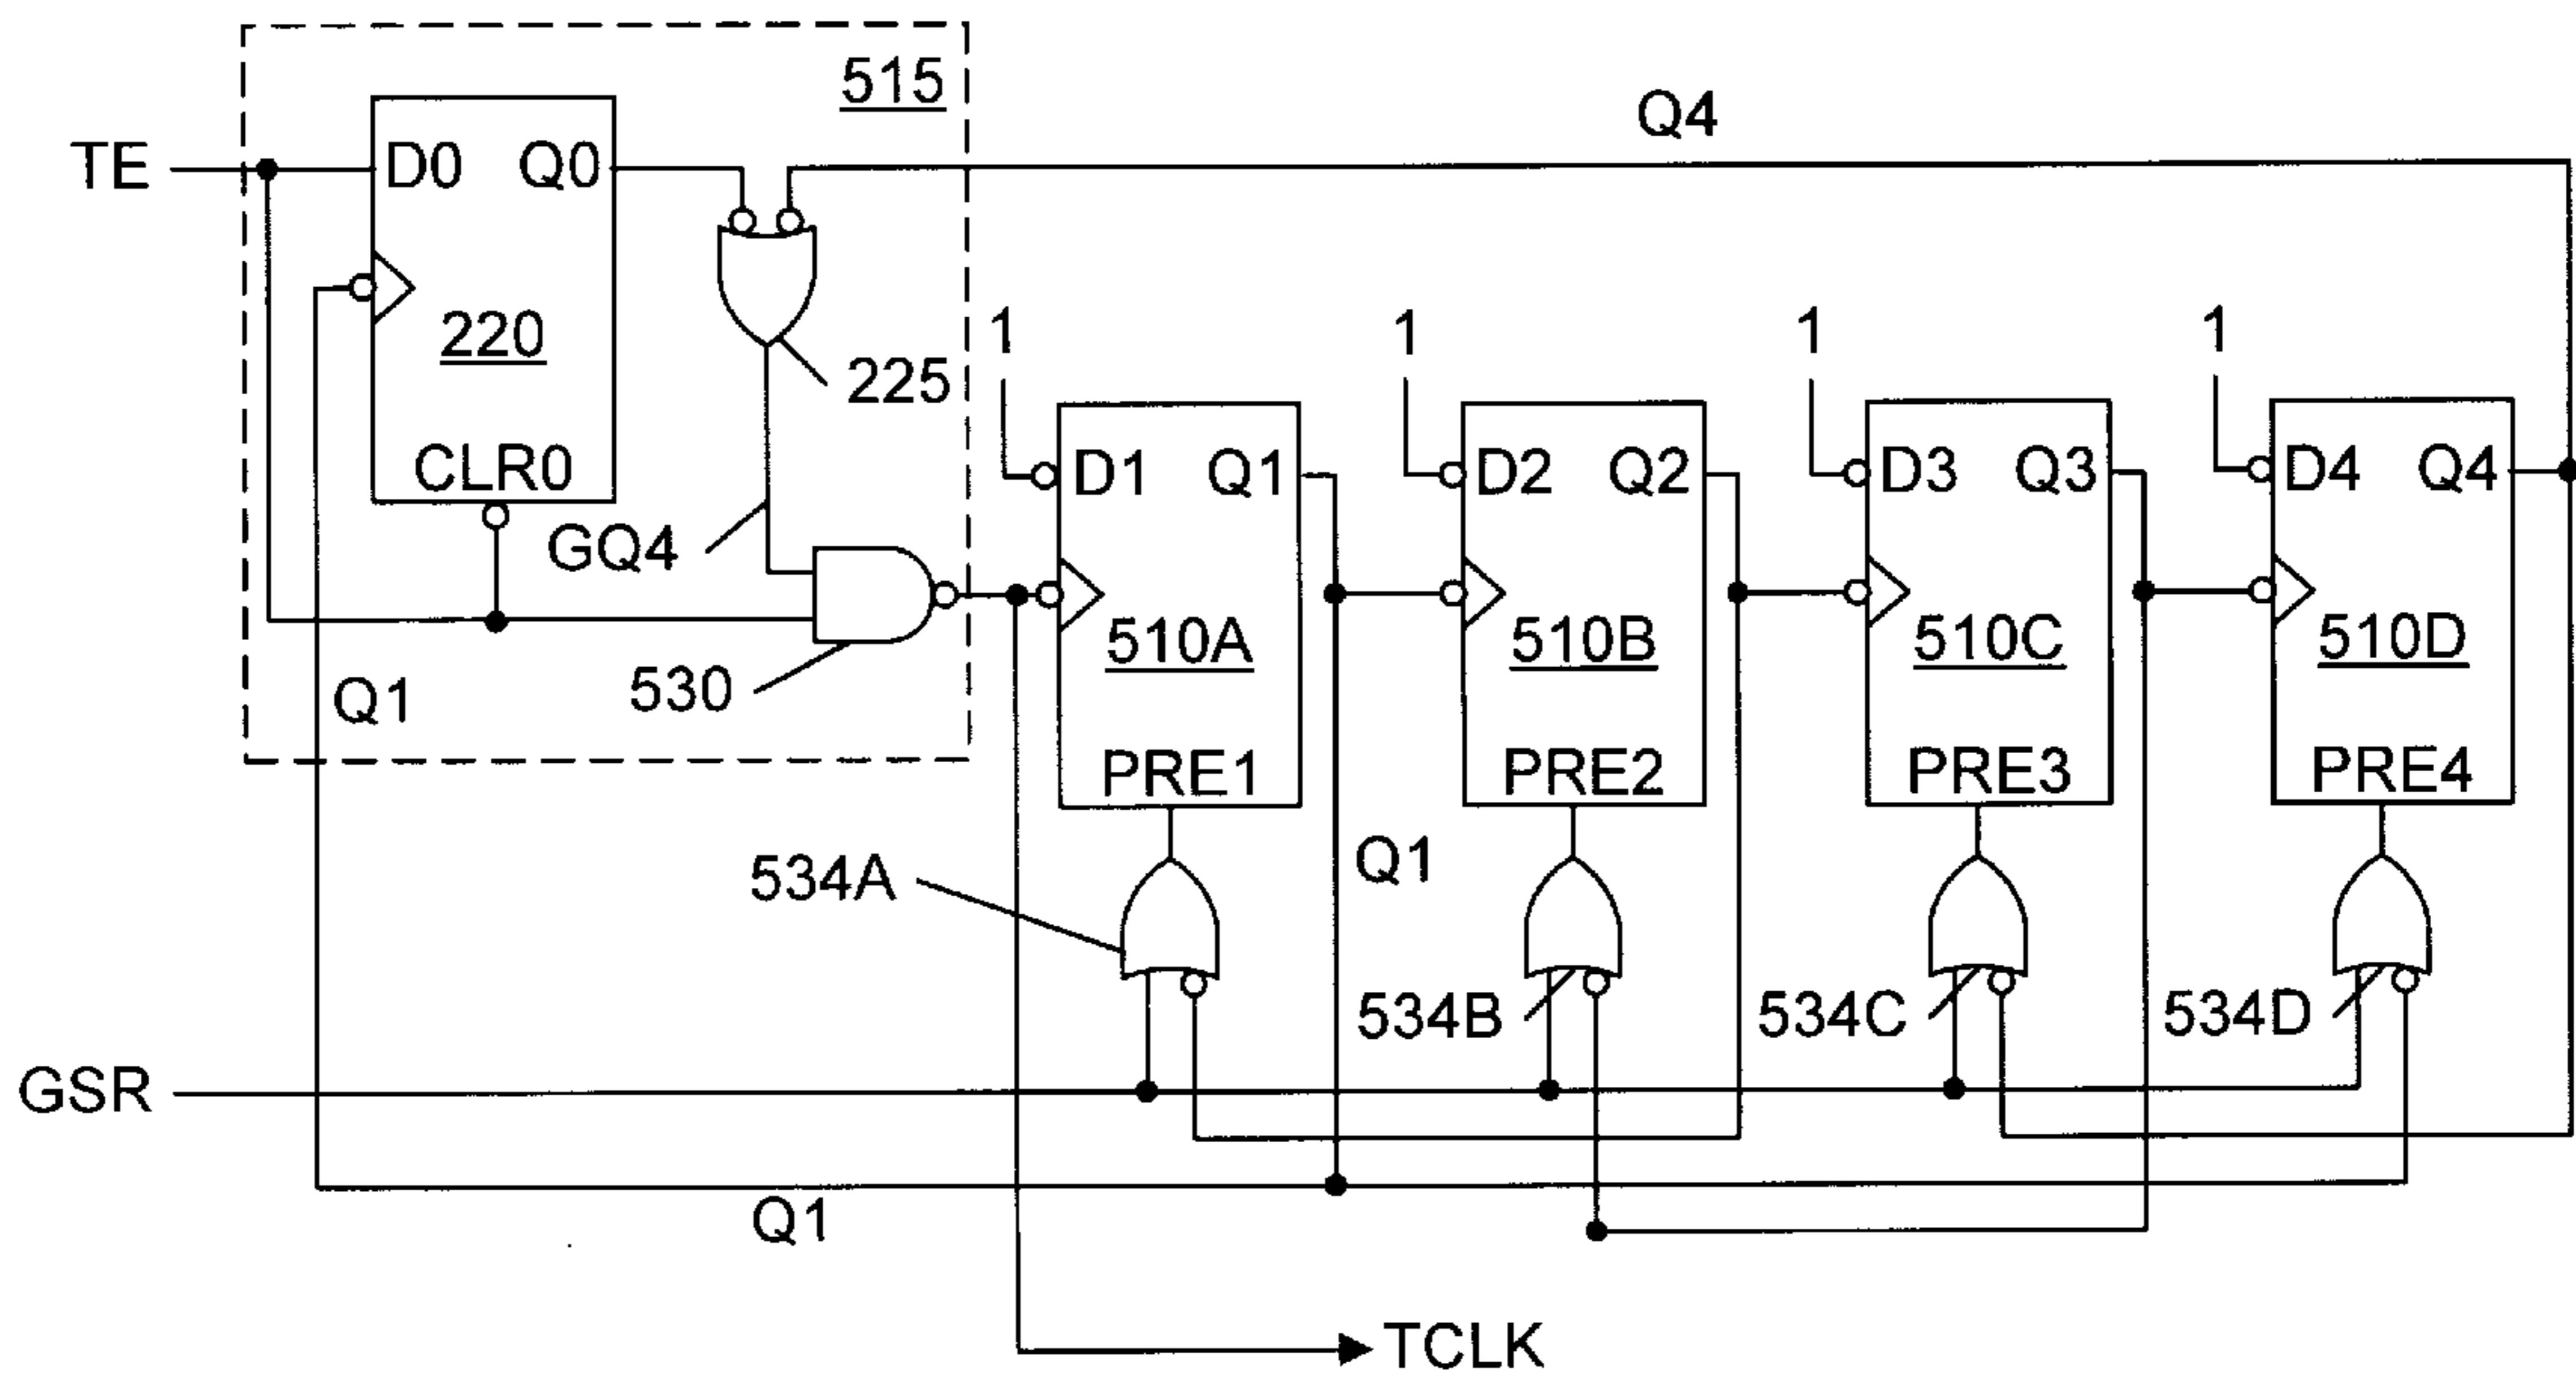 515
Q4
TE
D0
Q0
220
CLR0
225
GQ4
530
Q1
1
1
1
1
D1
Q1
D2
Q2
D3
Q3
D4
Q4
510A
510B
510C
510D
PRE1
PRE2
PRE3
PRE4
534A
Q1
534B
534C
534D
GSR
Q1
TCLK